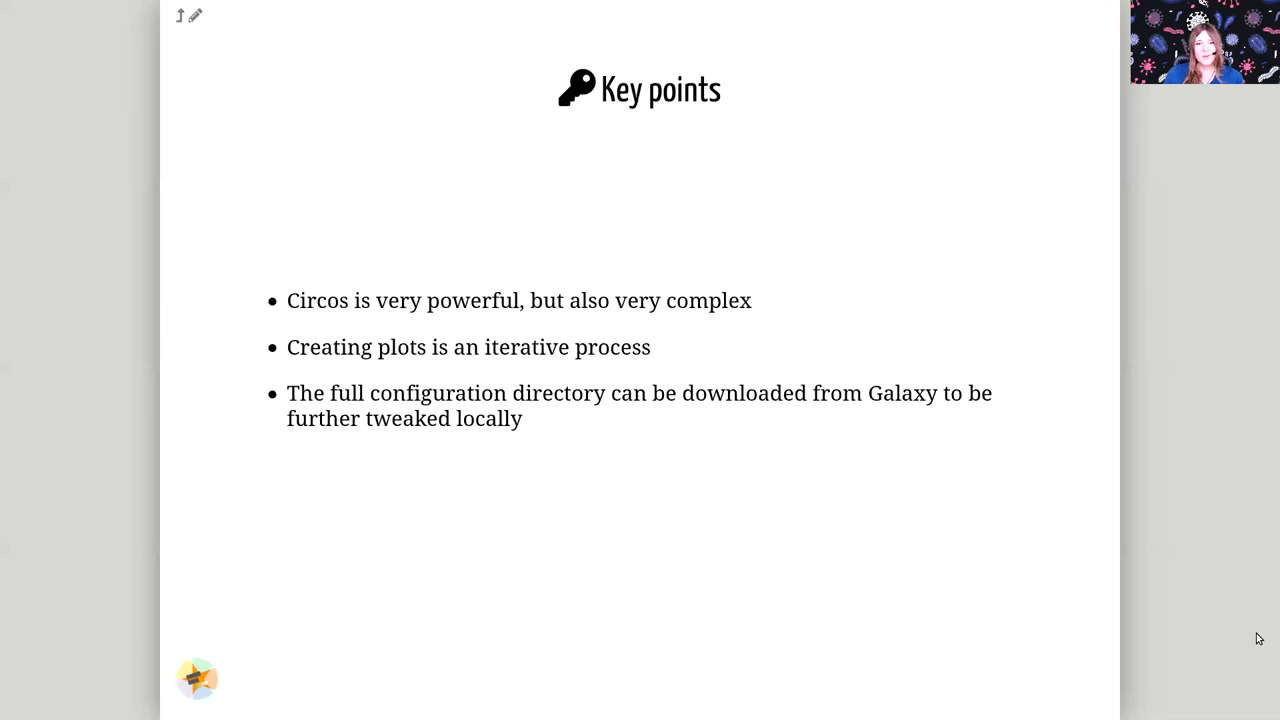 Key points
Circos is very powerful, but also very complex
Creating plots is an iterative process
The full configuration directory can be downloaded from Galaxy to be
further tweaked locally